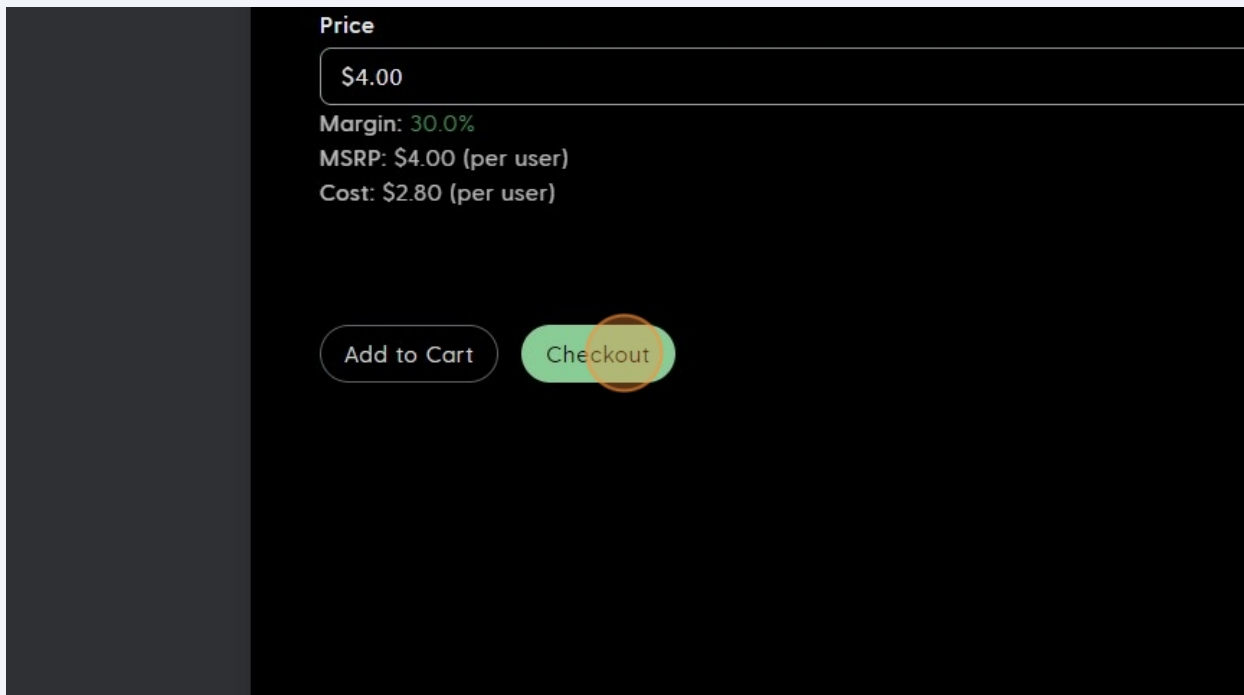 Price
$4.00
Margin: 30.0%
MSRP: $4.00 (per user)
Cost: $2.80 (per user)
Add to Cart Checkout